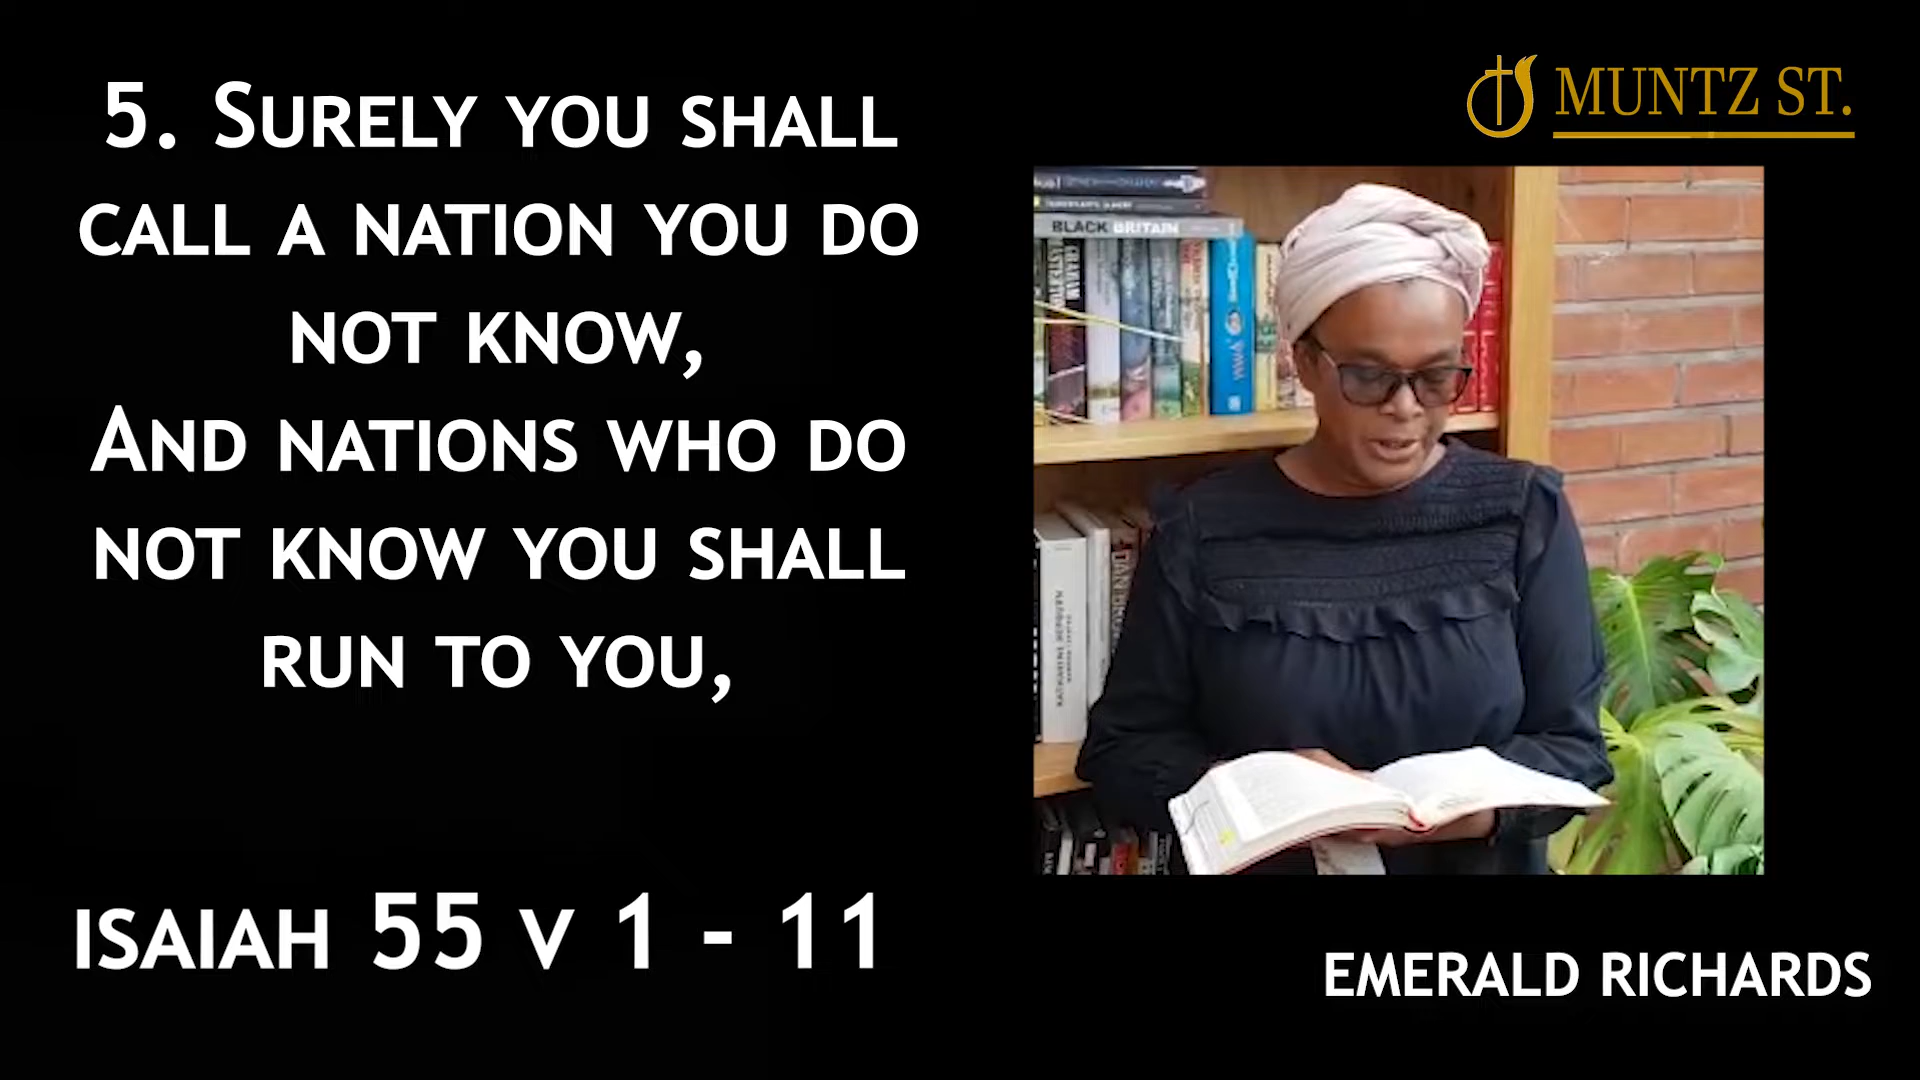 5. SURELY YOU SHALL
CALL A NATION YOU DO
NOT KNOW,
AND NATIONS WHO DO
NOT KNOW YOU SHALL
RUN TO YOU,
ISAIAH 55 V 1 - 11
MUNTZ ST.
BLACK BRITAIN
EMERALD RICHARDS